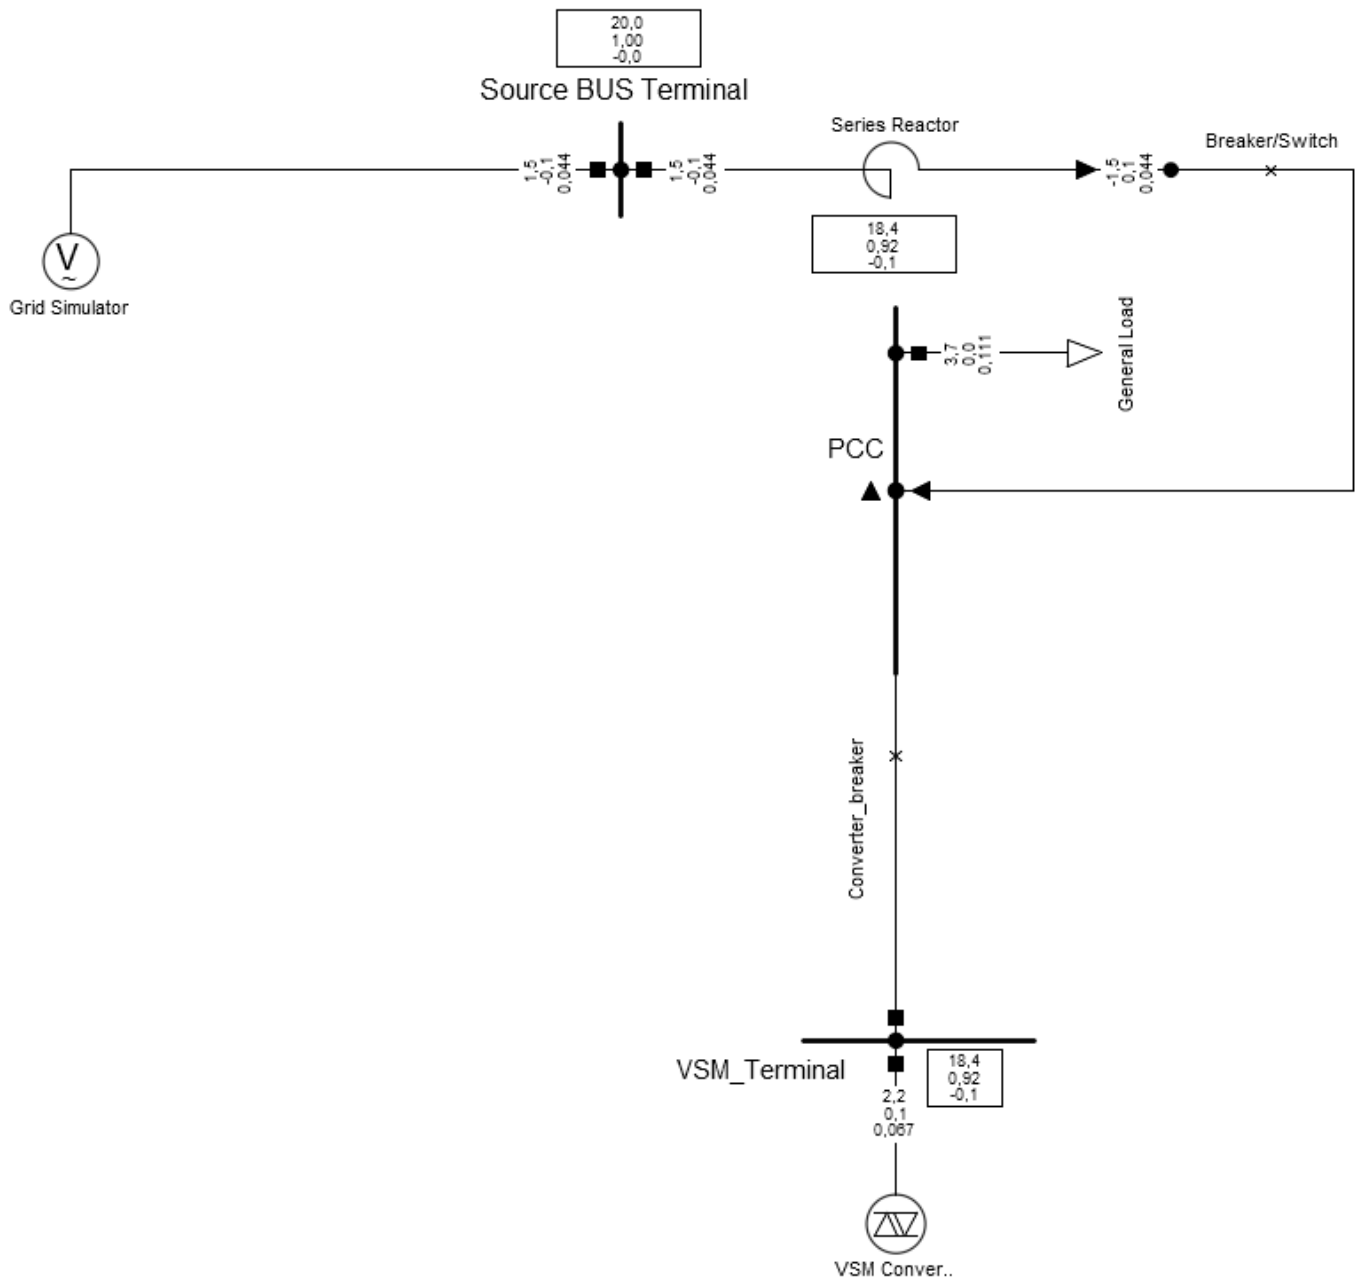 20,0
1,00
-0,0
Source BUS Terminal
Series Reactor
Breaker/Switch
1,5
-0,1
0,044
1,5
-0,1
0,044
-1,5
0,1
0,044
V
~
Grid Simulator
18,4
0,92
-0,1
3,7
0,0
0,111
General Load
PCC
Converter_breaker
VSM_Terminal
18,4
0,92
-0,1
2,2
0,1
0,067
VSM Conver..